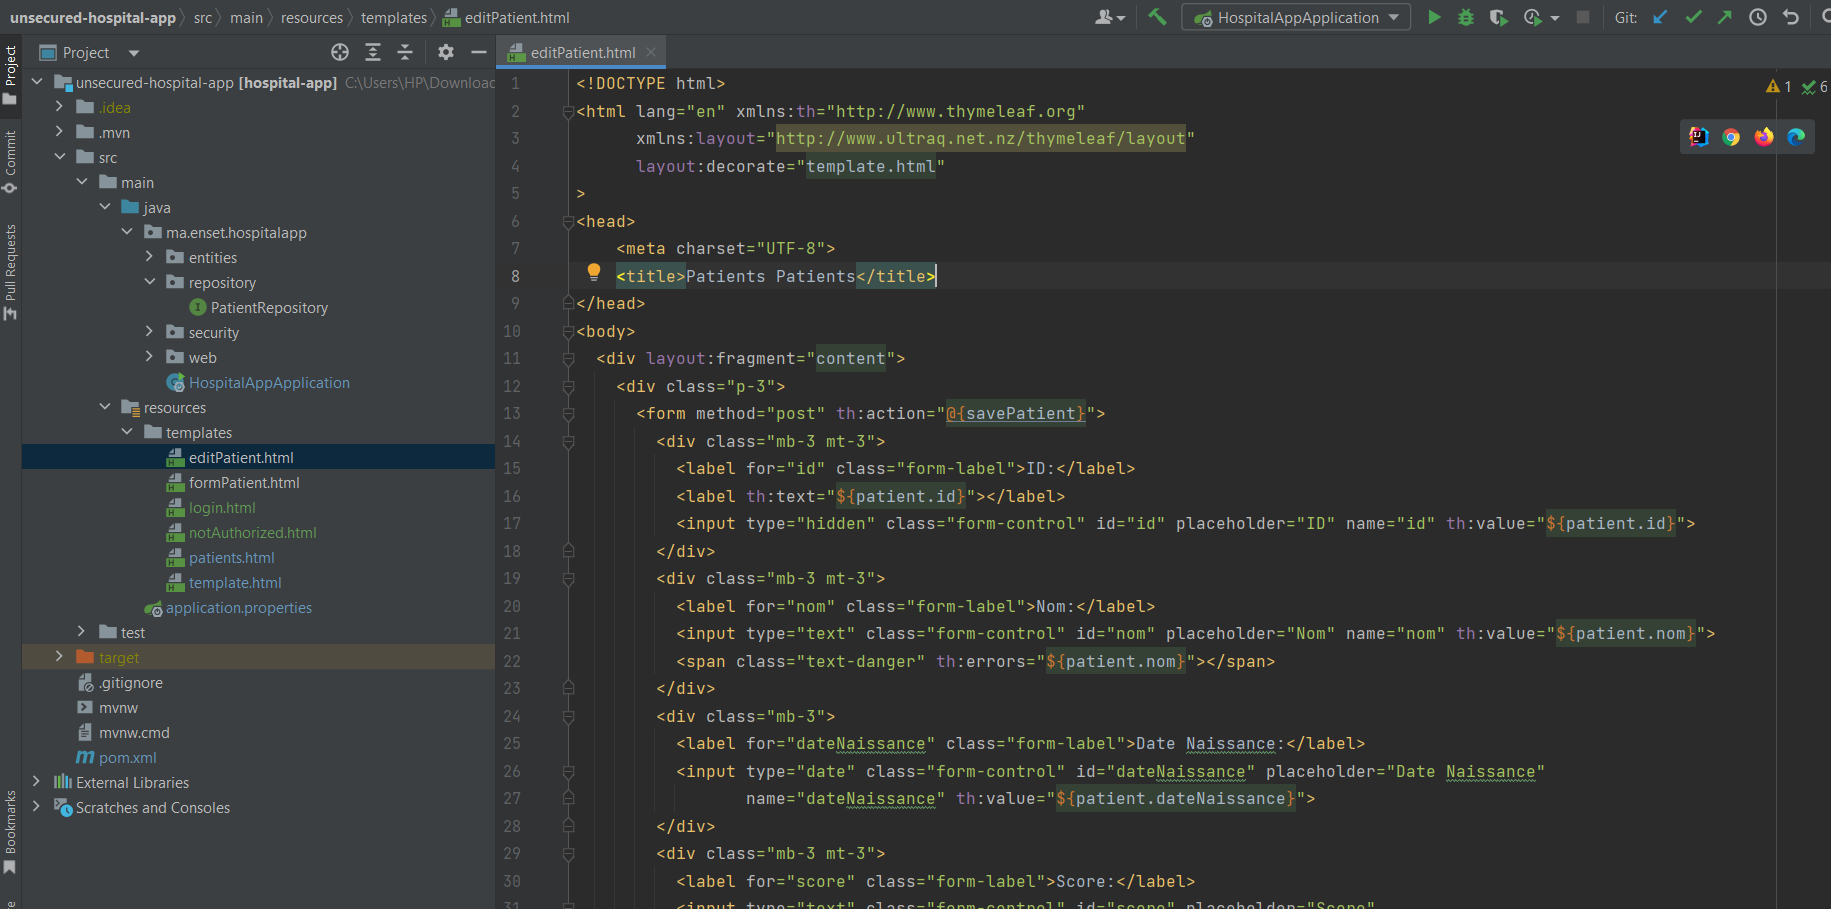 unsecured-hospital-app src main resources templates editPatient.html
HospitalAppApplication
Git:
Project
editPatient.html
Project
Commit
Pull Requests
Bookmarks
unsecured-hospital-app [hospital-app] C:\Users\HP\Downloac
.idea
.mvn
src
main
java
ma.enset.hospitalapp
entities
repository
PatientRepository
security
web
HospitalAppApplication
resources
templates
editPatient.html
formPatient.html
login.html
notAuthorized.html
patients.html
template.html
application.properties
test
target
.gitignore
mvnw
mvnw.cmd
pom.xml
External Libraries
Scratches and Consoles
1 6
1 <!DOCTYPE html>
2 <html lang="en" xmlns:th="http://www.thymeleaf.org"
3 xmlns:layout="http://www.ultraq.net.nz/thymeleaf/layout"
4 layout:decorate="template.html"
5 >
6 <head>
7 <meta charset="UTF-8">
8 <title>Patients Patients</title>
9 </head>
10 <body>
11 <div layout:fragment="content">
12 <div class="p-3">
13 <form method="post" th:action="@{savePatient}">
14 <div class="mb-3 mt-3">
15 <label for="id" class="form-label">ID:</label>
16 <label th:text="${patient.id}"></label>
17 <input type="hidden" class="form-control" id="id" placeholder="ID" name="id" th:value="${patient.id}">
18 </div>
19 <div class="mb-3 mt-3">
20 <label for="nom" class="form-label">Nom:</label>
21 <input type="text" class="form-control" id="nom" placeholder="Nom" name="nom" th:value="${patient.nom}">
22 <span class="text-danger" th:errors="${patient.nom}"></span>
23 </div>
24 <div class="mb-3">
25 <label for="dateNaissance" class="form-label">Date Naissance:</label>
26 <input type="date" class="form-control" id="dateNaissance" placeholder="Date Naissance"
27 name="dateNaissance" th:value="${patient.dateNaissance}">
28 </div>
29 <div class="mb-3 mt-3">
30 <label for="score" class="form-label">Score:</label>
31 <input type="text" class="form-control" id="score" placeholder="Score"